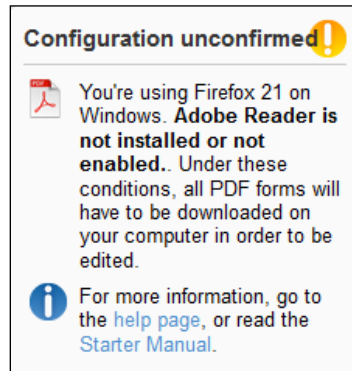 Configuration unconfirmed
PDF
You're using Firefox 21 on
Windows. Adobe Reader is
not installed or not
enabled.. Under these
conditions, all PDF forms will
have to be downloaded on
your computer in order to be
edited.
For more information, go to
the help page, or read the
Starter Manual.